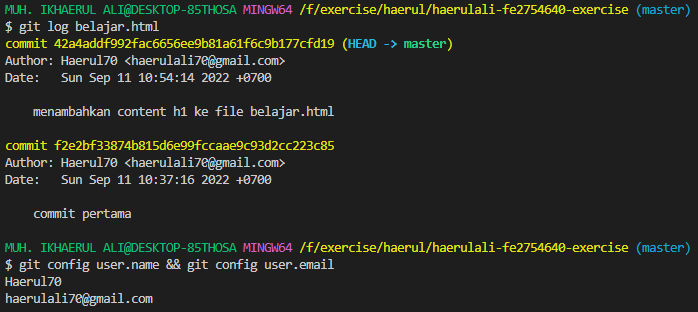 MUH. IKHAERUL ALI@DESKTOP-85THOSA MINGW64 /f/exercise/haerul/haerulali-fe2754640-exercise (master)
$ git log belajar.html
commit 42a4addf992fac6656ee9b81a61f6c9b177cfd19 (HEAD -> master)
Author: Haerul70 <haerulali70@gmail.com>
Date:   Sun Sep 11 10:54:14 2022 +0700
    menambahkan content h1 ke file belajar.html
commit f2e2bf33874b815d6e99fccaae9c93d2cc223c85
Author: Haerul70 <haerulali70@gmail.com>
Date:   Sun Sep 11 10:37:16 2022 +0700
    commit pertama
MUH. IKHAERUL ALI@DESKTOP-85THOSA MINGW64 /f/exercise/haerul/haerulali-fe2754640-exercise (master)
$ git config user.name && git config user.email
Haerul70
haerulali70@gmail.com